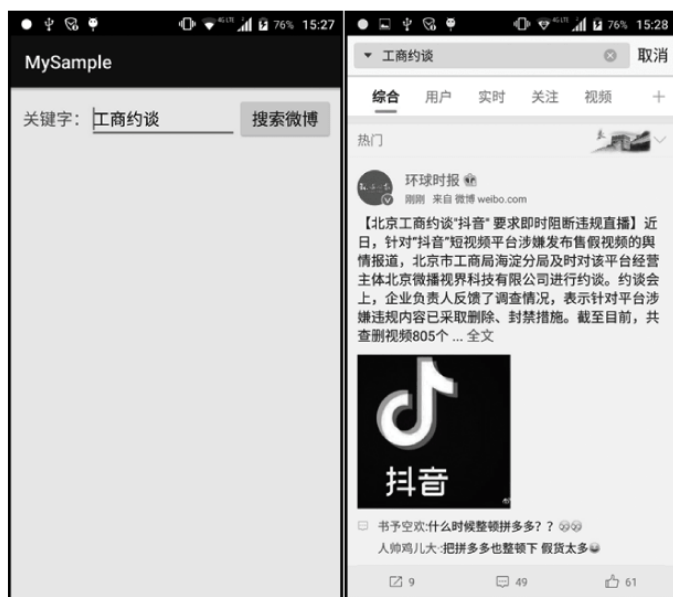 76% 15:27
MySample
关键字：
工商约谈
搜索微博
76% 15:28
工商约谈
取消
综合 用户 实时 关注 视频
热门
环球时报
刚刚 来自 微博 weibo.com
【北京工商约谈"抖音" 要求即时阻断违规直播】近
日，针对"抖音"短视频平台涉嫌发布售假视频的舆
情报道，北京市工商局海淀分局及时对该平台经营
主体北京微播视界科技有限公司进行约谈。约谈会
上，企业负责人反馈了调查情况，表示针对平台涉
嫌违规内容已采取删除、封禁措施。截至目前，共
查删视频805个 ... 全文
抖音
书予空欢:什么时候整顿拼多多？？
人帅鸡儿大:把拼多多也整顿下 假货太多
9 49 61